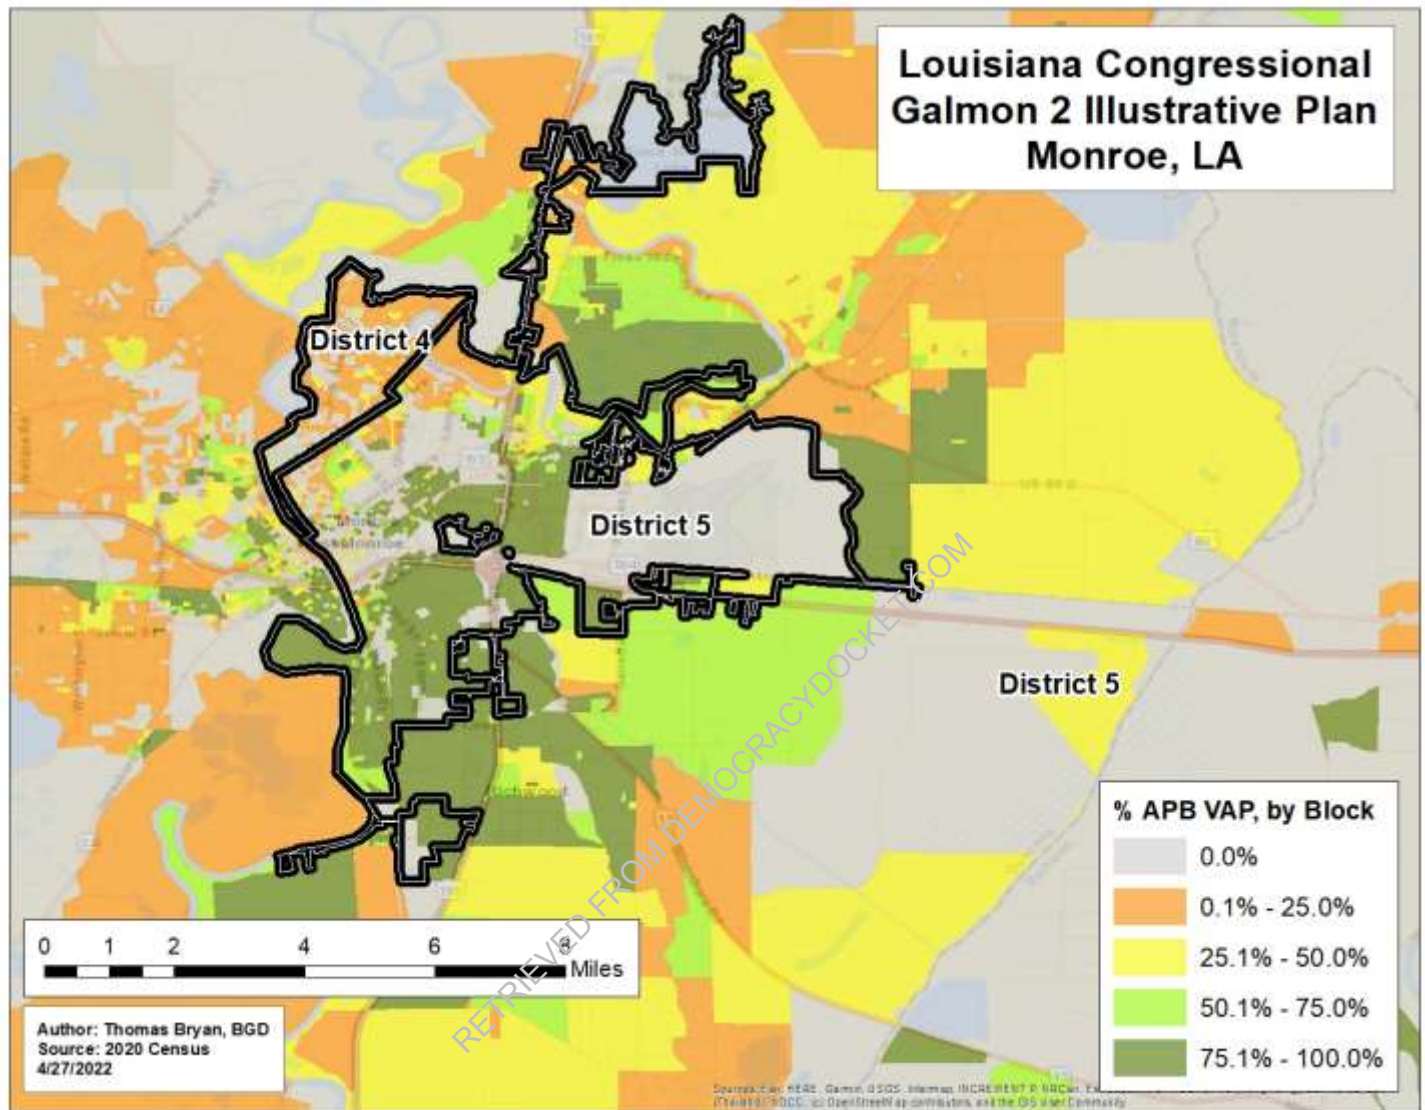 Louisiana Congressional
Galmon 2 Illustrative Plan
Monroe, LA
District 4
District 5
District 5
Richwood
% APB VAP, by Block
0.0%
0.1% - 25.0%
25.1% - 50.0%
50.1% - 75.0%
75.1% - 100.0%
0 1 2 4 6 8
Miles
Author: Thomas Bryan, BGD
Source: 2020 Census
4/27/2022
RETRIEVED FROM DEMOCRACYDOCKET.COM